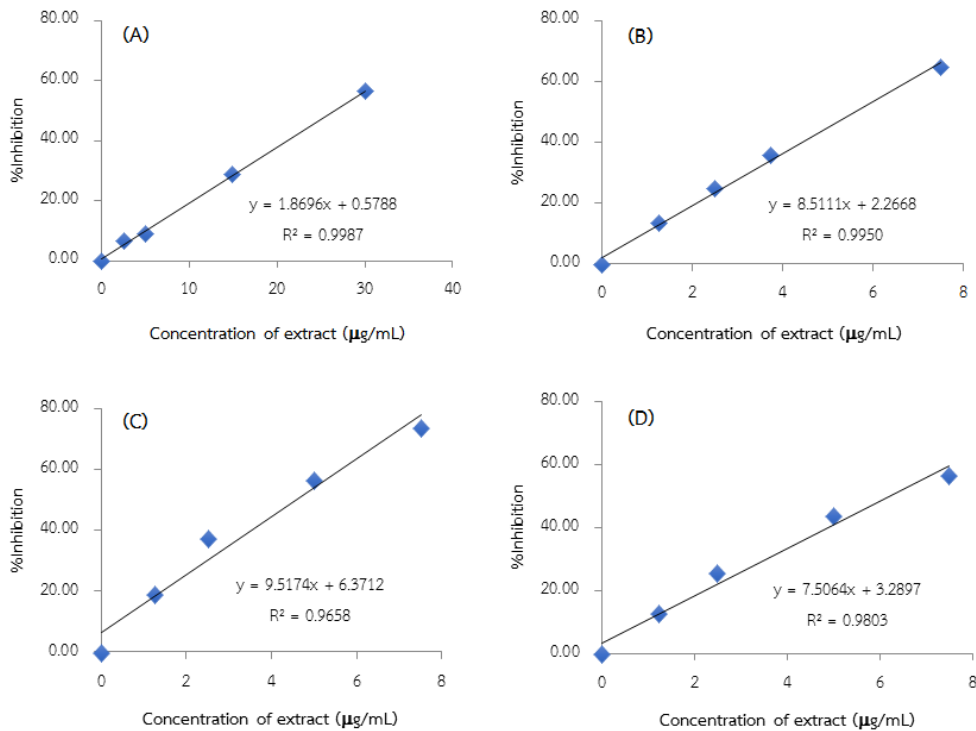 (A)
80.00
60.00
40.00
20.00
0.00
%Inhibition
y = 1.8696x + 0.5788
R² = 0.9987
0 10 20 30 40
Concentration of extract (μg/mL)
(B)
80.00
60.00
40.00
20.00
0.00
%Inhibition
y = 8.5111x + 2.2668
R² = 0.9950
0 2 4 6 8
Concentration of extract (μg/mL)
(C)
80.00
60.00
40.00
20.00
0.00
%Inhibition
y = 9.5174x + 6.3712
R² = 0.9658
0 2 4 6 8
Concentration of extract (μg/mL)
(D)
80.00
60.00
40.00
20.00
0.00
%Inhibition
y = 7.5064x + 3.2897
R² = 0.9803
0 2 4 6 8
Concentration of extract (μg/mL)